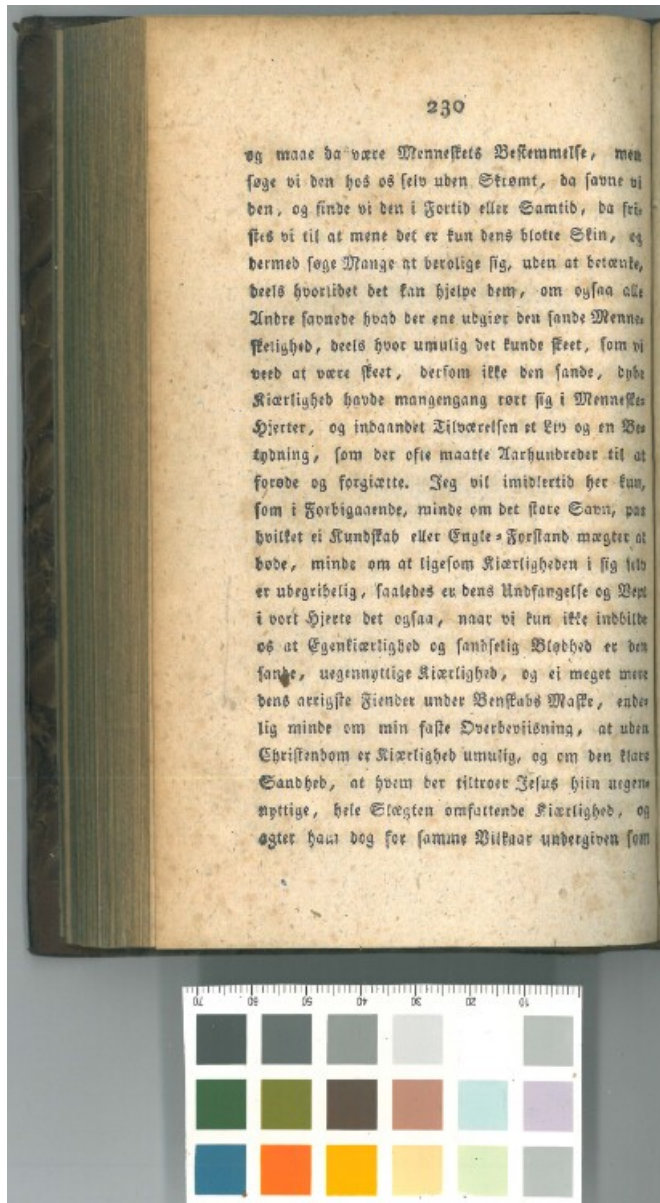 230
og maae da være Menneskets Bestemmelse, men
søge vi den hos os selv uden Skrømt, da savne vi
den, og finde vi den i Fortid eller Samtid, da fri-
stes vi til at mene det er kun dens blotte Skin, og
dermed søge Mange at berolige sig, uden at betænke,
deels hvorlidet det kan hjelpe dem, om ogsaa alle
Andre savnede hvad der ene udgiør den sande Menne-
skelighed, deels hvor umulig det kunde skeet, som vi
veed at være skeet, dersom ikke den sande, dybe
Kiærlighed havde mangengang rørt sig i Menneske-
Hjerter, og indaandet Tilværelsen et Liv og en Be-
tydning, som der ofte maatte Aarhundreder til at
forøde og forgiætte. Jeg vil imidlertid her kun,
som i Forbigaaende, minde om det store Savn, paa
hvilket ei Kundskab eller Engle-Forstand mægter at
bøde, minde om at ligesom Kiærligheden i sig selv
er ubegribelig, saaledes er dens Undfangelse og Vext
i vort Hjerte det ogsaa, naar vi kun ikke indbilde
os at Egenkiærlighed og sandselig Blødhed er den
sande, uegennyttige Kiærlighed, og ei meget mere
dens arrigste Fiender under Venskabs Maske, ende-
lig minde om min faste Overbeviisning, at uden
Christendom er Kiærlighed umulig, og om den klare
Sandhed, at hvem der tiltroer Jesus hiin uegen-
nyttige, hele Slægten omfattende Kiærlighed, og
agter ham dog for samme Vilkaar undergiven som
70 60 50 40 30 20 10